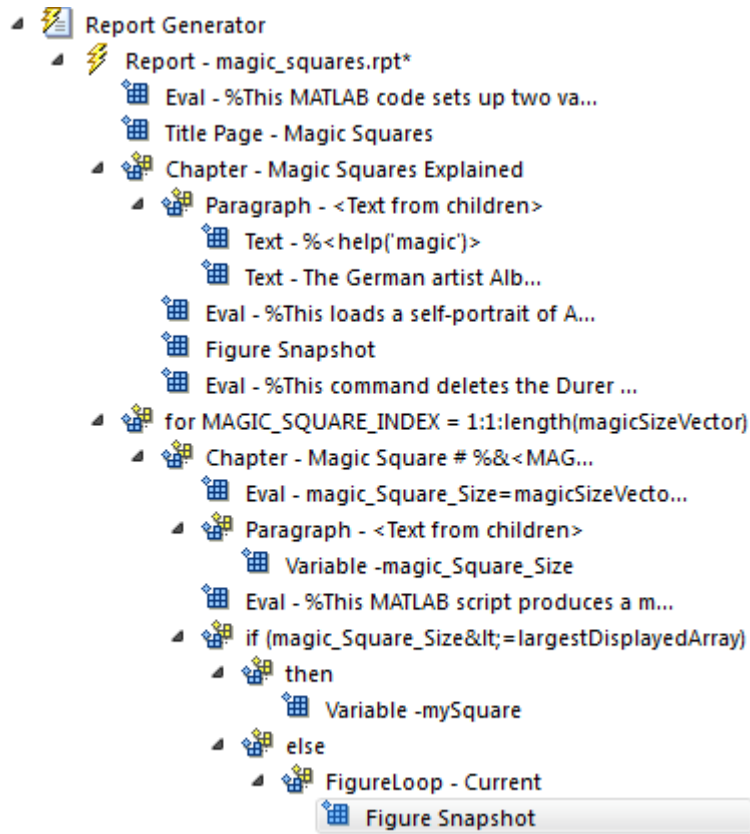 Report Generator
Report - magic_squares.rpt*
Eval - %This MATLAB code sets up two va...
Title Page - Magic Squares
Chapter - Magic Squares Explained
Paragraph - <Text from children>
Text - %<help('magic')>
Text - The German artist Alb...
Eval - %This loads a self-portrait of A...
Figure Snapshot
Eval - %This command deletes the Durer ...
for MAGIC_SQUARE_INDEX = 1:1:length(magicSizeVector)
Chapter - Magic Square # %&<MAG...
Eval - magic_Square_Size=magicSizeVecto...
Paragraph - <Text from children>
Variable -magic_Square_Size
Eval - %This MATLAB script produces a m...
if (magic_Square_Size&lt;=largestDisplayedArray)
then
Variable -mySquare
else
FigureLoop - Current
Figure Snapshot